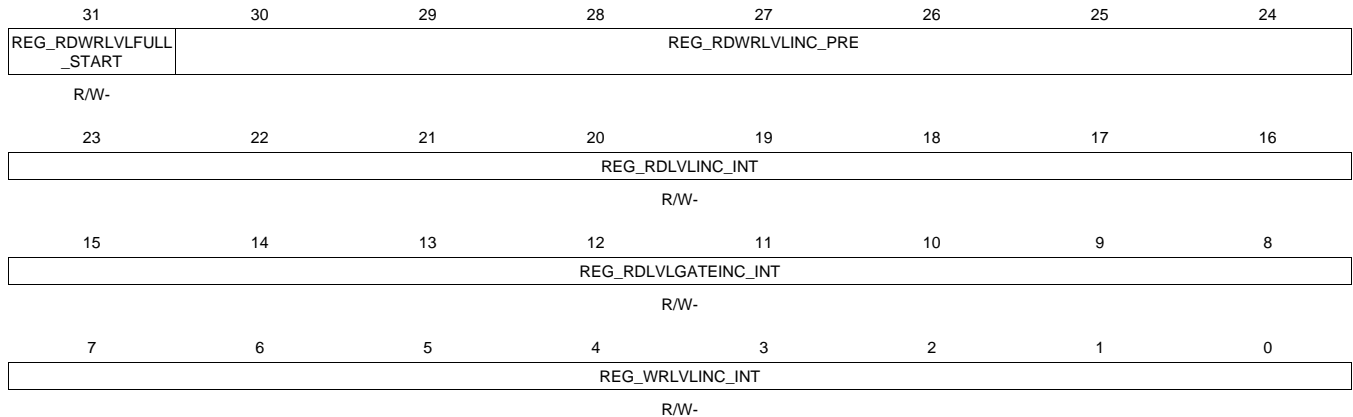 31 30 29 28 27 26 25 24
REG_RDWRLVLFULL REG_RDWRLVLINC_PRE
_START
R/W-
23 22 21 20 19 18 17 16
REG_RDLVLINC_INT
R/W-
15 14 13 12 11 10 9 8
REG_RDLVLGATEINC_INT
R/W-
7 6 5 4 3 2 1 0
REG_WRLVLINC_INT
R/W-